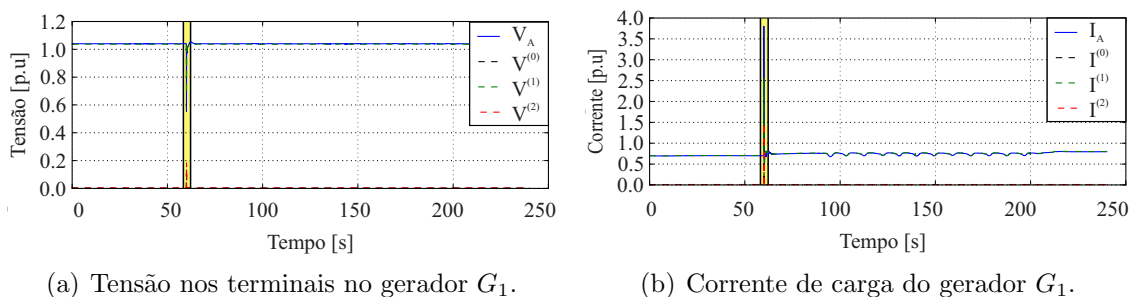 1.2
1.0
0.8
0.6
0.4
0.2
0.0
Tensão [p.u]
0 50 100 150 200 250
Tempo [s]
V_A
V^(0)
V^(1)
V^(2)
(a) Tensão nos terminais no gerador G_1.
4.0
3.5
4.0
2.5
4.0
1.5
1.0
0.5
0.0
Corrente [p.u]
0 50 100 150 200 250
Tempo [s]
I_A
I^(0)
I^(1)
I^(2)
(b) Corrente de carga do gerador G_1.